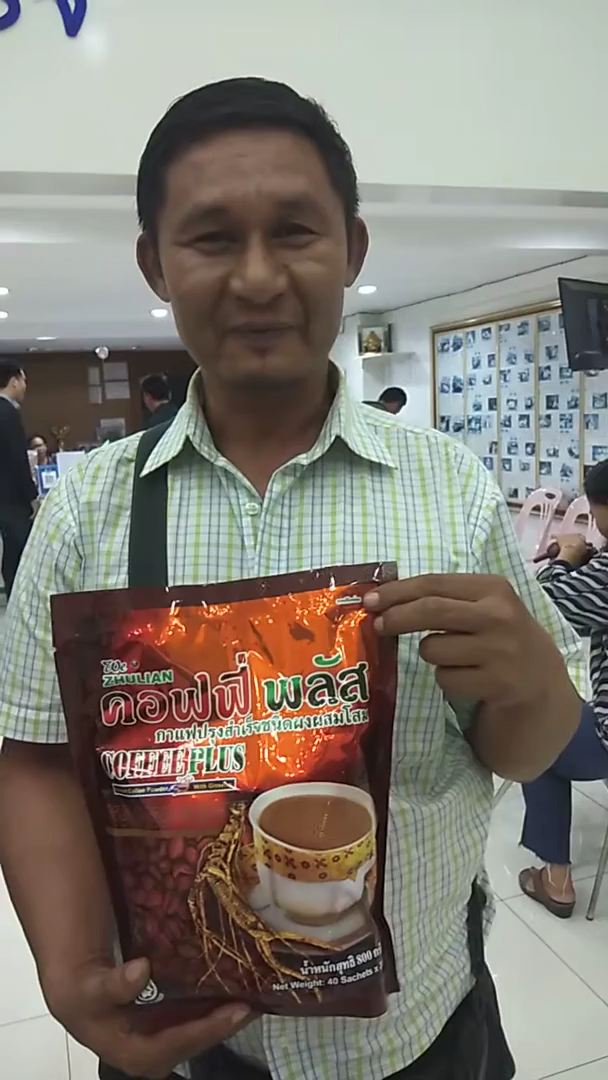 ZHULIAN
คอฟฟี่ พลัส
กาแฟปรุงสำเร็จชนิดผงผสมโสม
COFFEE PLUS
Coffee Powder With Ginseng
น้ำหนักสุทธิ 800 กรัม
Net Weight: 40 Sachets x